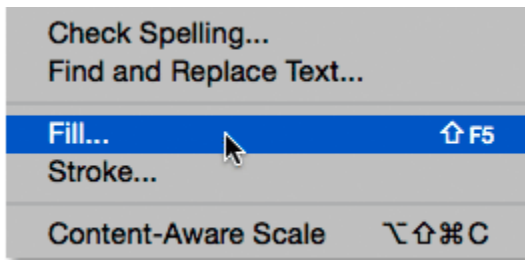 Check Spelling...
Find and Replace Text...
Fill... ⇧F5
Stroke...
Content-Aware Scale ⌥⇧⌘C